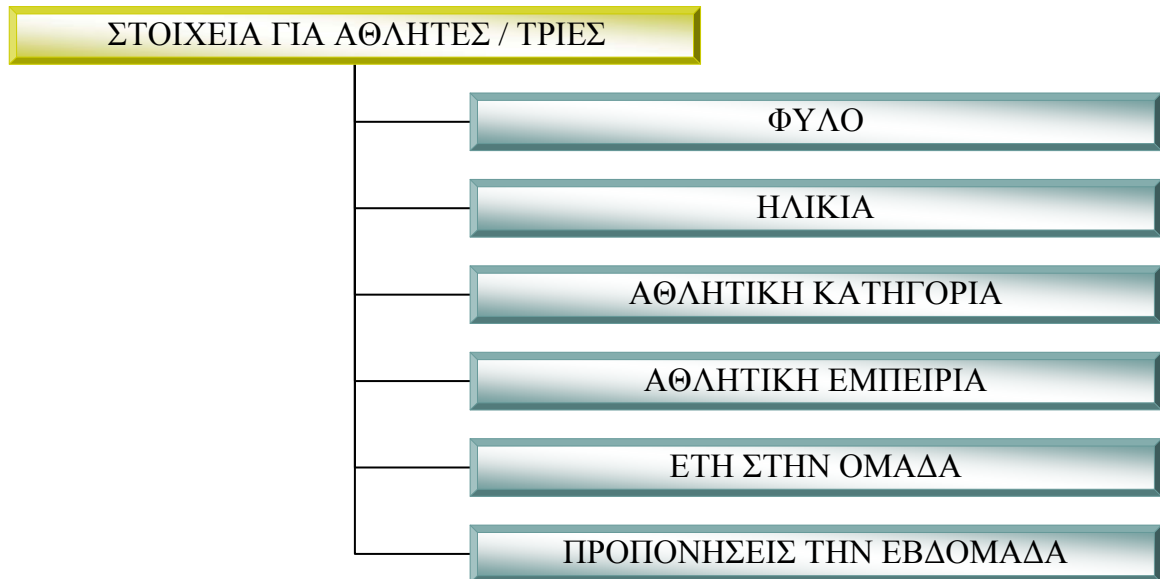 ΣΤΟΙΧΕΙΑ ΓΙΑ ΑΘΛΗΤΕΣ / ΤΡΙΕΣ
ΦΥΛΟ
ΗΛΙΚΙΑ
ΑΘΛΗΤΙΚΗ ΚΑΤΗΓΟΡΙΑ
ΑΘΛΗΤΙΚΗ ΕΜΠΕΙΡΙΑ
ΕΤΗ ΣΤΗΝ ΟΜΑΔΑ
ΠΡΟΠΟΝΗΣΕΙΣ ΤΗΝ ΕΒΔΟΜΑΔΑ